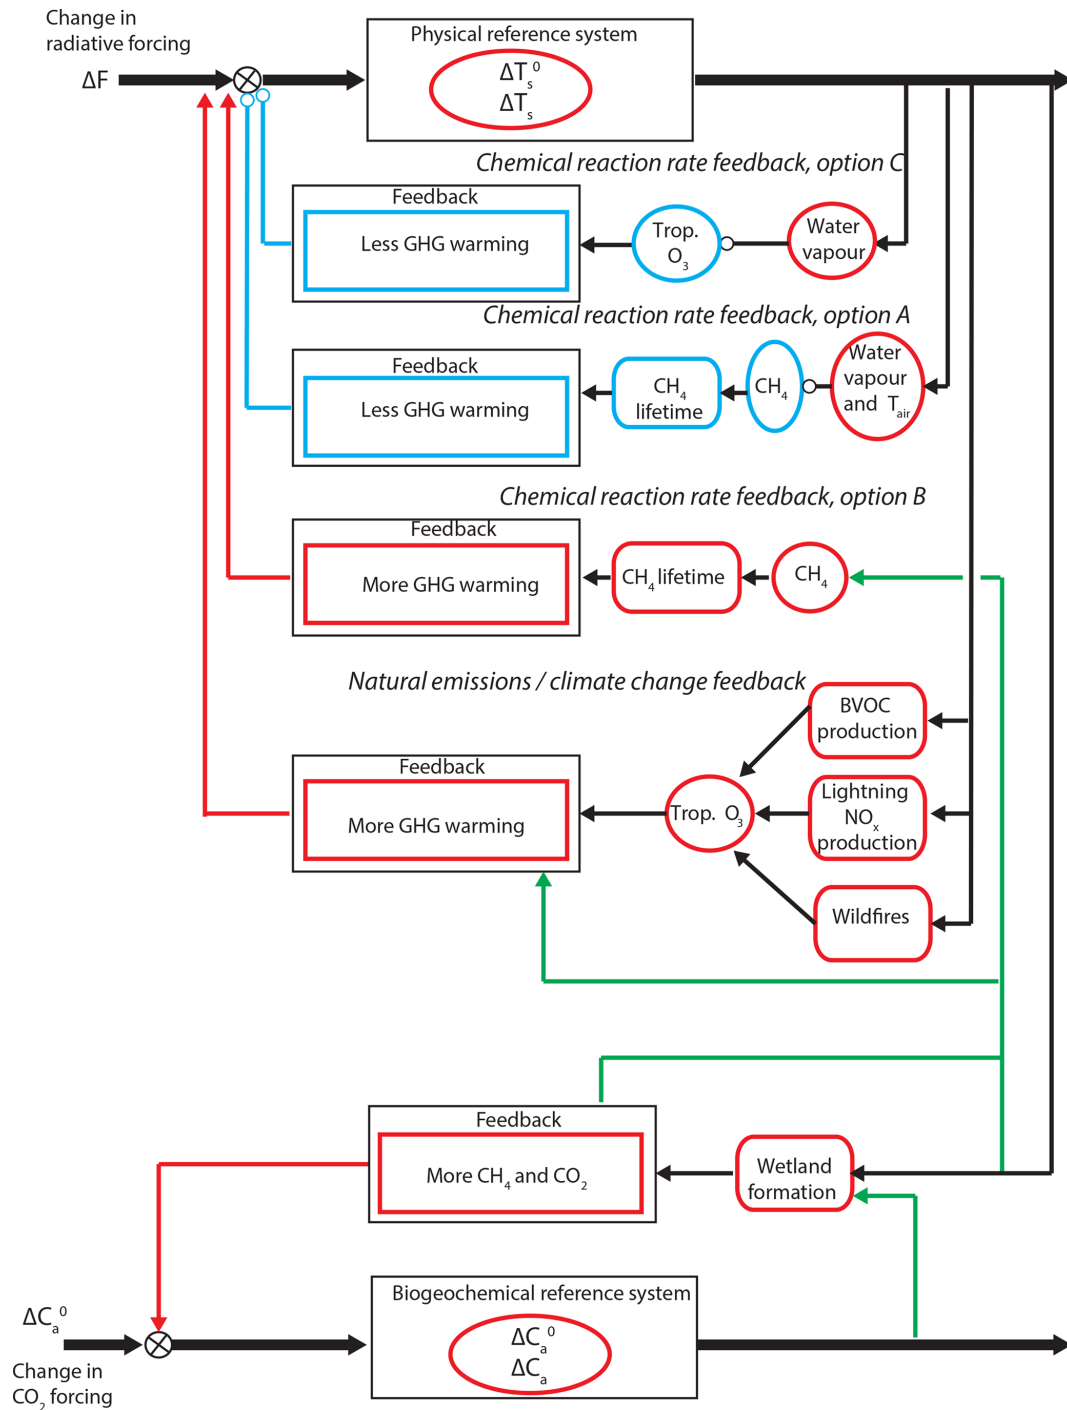 Change in
radiative forcing
ΔF
Physical reference system
ΔTs0
ΔTs
Chemical reaction rate feedback, option C
Feedback
Less GHG warming
Trop.
O3
Water
vapour
Chemical reaction rate feedback, option A
Feedback
Less GHG warming
CH4
lifetime
CH4
Water
vapour
and Tair
Chemical reaction rate feedback, option B
Feedback
More GHG warming
CH4 lifetime
CH4
Natural emissions / climate change feedback
BVOC
production
Feedback
More GHG warming
Trop. O3
Lightning
NOx
production
Wildfires
Feedback
More CH4 and CO2
Wetland
formation
ΔCa0
Change in
CO2 forcing
Biogeochemical reference system
ΔCa0
ΔCa